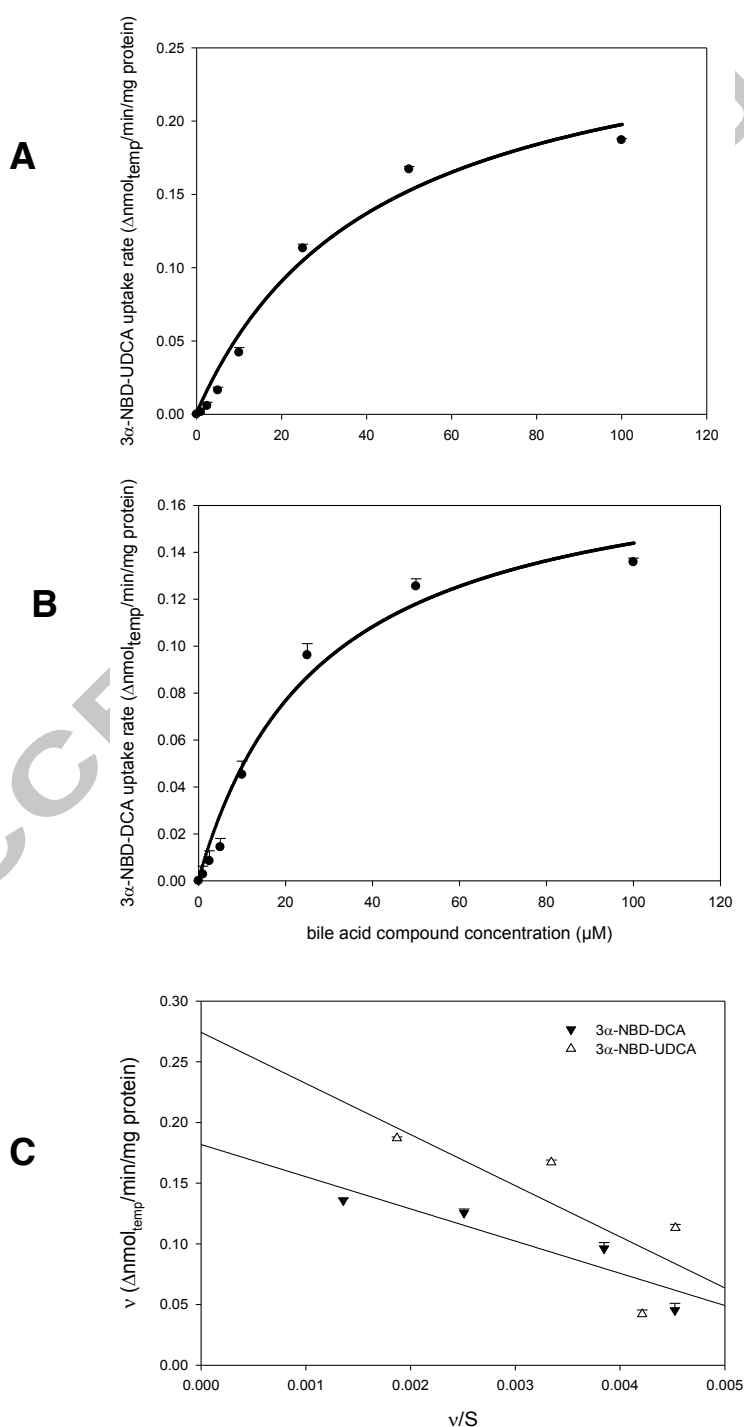 A
3α-NBD-UDCA uptake rate (Δnmoltemp/min/mg protein)
0.25
0.20
0.15
0.10
0.05
0.00
0 20 40 60 80 100 120
B
3α-NBD-DCA uptake rate (Δnmoltemp/min/mg protein)
0.16
0.14
0.12
0.10
0.08
0.06
0.04
0.02
0.00
0 20 40 60 80 100 120
bile acid compound concentration (μM)
C
ν (Δnmoltemp/min/mg protein)
0.30
0.25
0.20
0.15
0.10
0.05
0.00
3α-NBD-DCA
3α-NBD-UDCA
0.000 0.001 0.002 0.003 0.004 0.005
ν/S